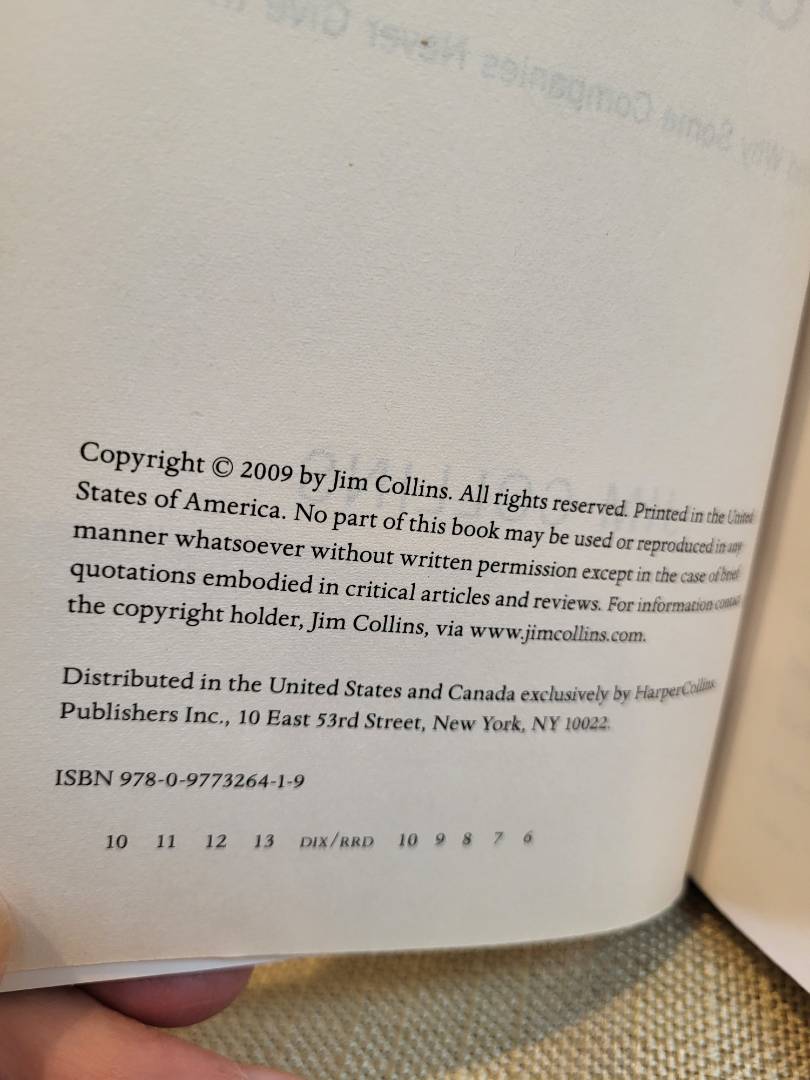 Copyright © 2009 by Jim Collins. All rights reserved. Printed in the United
States of America. No part of this book may be used or reproduced in any
manner whatsoever without written permission except in the case of brief
quotations embodied in critical articles and reviews. For information contact
the copyright holder, Jim Collins, via www.jimcollins.com.
Distributed in the United States and Canada exclusively by HarperCollins
Publishers Inc., 10 East 53rd Street, New York, NY 10022.
ISBN 978-0-9773264-1-9
10 11 12 13 DIX/RRD 10 9 8 7 6